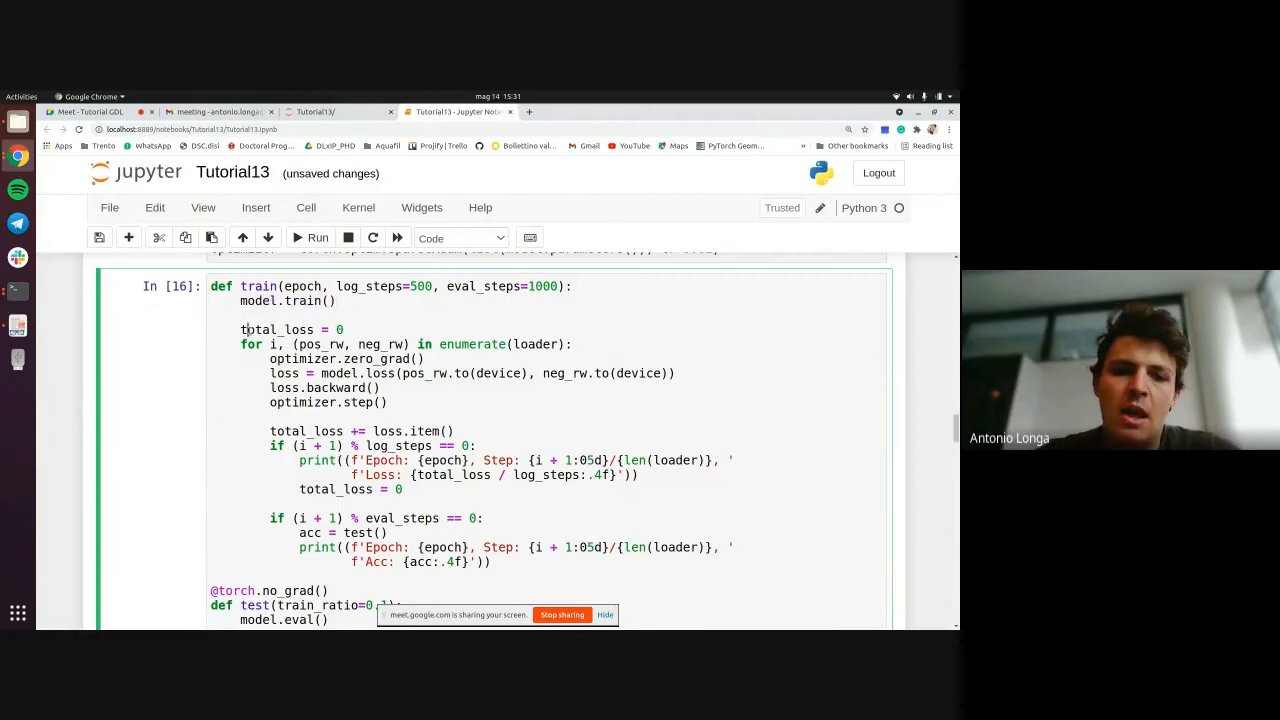 Activities
Google Chrome
mag 14 15:31
Meet - Tutorial GDL
meeting - antonio.longa
Tutorial13/
Tutorial13 - Jupyter Note
localhost:8889/notebooks/Tutorial13/Tutorial13.ipynb
Apps
Trento
WhatsApp
DSC.disi
Doctoral Prog...
DLxIP_PHD
Aquafil
Projify | Trello
Bollettino val...
Gmail
YouTube
Maps
PyTorch Geom...
Other bookmarks
Reading list
jupyter
Tutorial13 (unsaved changes)
Logout
File Edit View Insert Cell Kernel Widgets Help
Trusted
Python 3
Run
Code
In [16]:
def train(epoch, log_steps=500, eval_steps=1000):
model.train()
total_loss = 0
for i, (pos_rw, neg_rw) in enumerate(loader):
optimizer.zero_grad()
loss = model.loss(pos_rw.to(device), neg_rw.to(device))
loss.backward()
optimizer.step()
total_loss += loss.item()
if (i + 1) % log_steps == 0:
print((f'Epoch: {epoch}, Step: {i + 1:05d}/{len(loader)}, '
f'Loss: {total_loss / log_steps:.4f}'))
total_loss = 0
if (i + 1) % eval_steps == 0:
acc = test()
print((f'Epoch: {epoch}, Step: {i + 1:05d}/{len(loader)}, '
f'Acc: {acc:.4f}'))
@torch.no_grad()
def test(train_ratio=0.1):
model.eval()
meet.google.com is sharing your screen.
Stop sharing
Hide
Antonio Longa